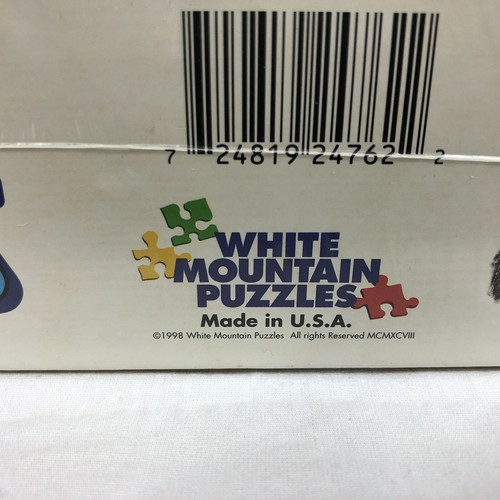 7 24819 24762 2
WHITE
MOUNTAIN
PUZZLES
Made in U.S.A.
©1998 White Mountain Puzzles All rights Reserved MCMXCVIII